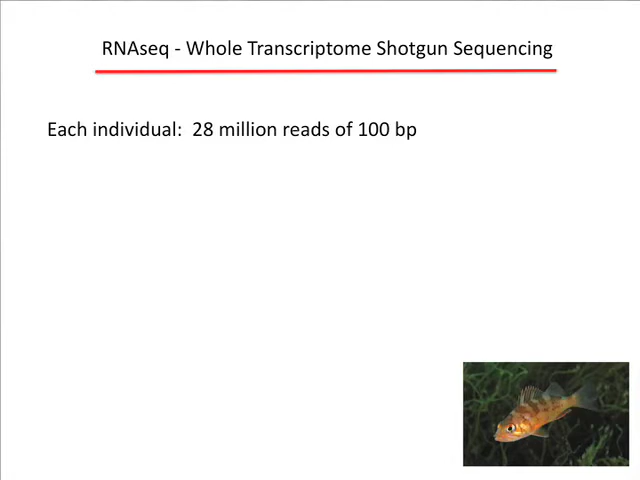 RNAseq - Whole Transcriptome Shotgun Sequencing
Each individual:  28 million reads of 100 bp